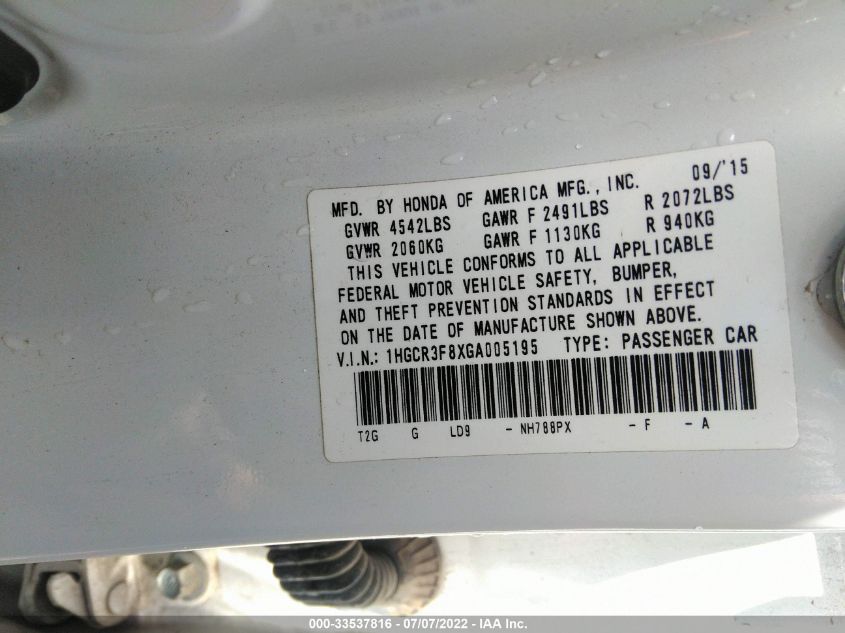 MFD. BY HONDA OF AMERICA MFG., INC. 09/'15
GVWR 4542LBS GAWR F 2491LBS R 2072LBS
GVWR 2060KG GAWR F 1130KG R 940KG
THIS VEHICLE CONFORMS TO ALL APPLICABLE
FEDERAL MOTOR VEHICLE SAFETY, BUMPER,
AND THEFT PREVENTION STANDARDS IN EFFECT
ON THE DATE OF MANUFACTURE SHOWN ABOVE.
V.I.N.: 1HGCR3F8XGA005195 TYPE: PASSENGER CAR
T2G G LD9 - NH788PX - F - A
000-33537816 - 07/07/2022 - IAA Inc.